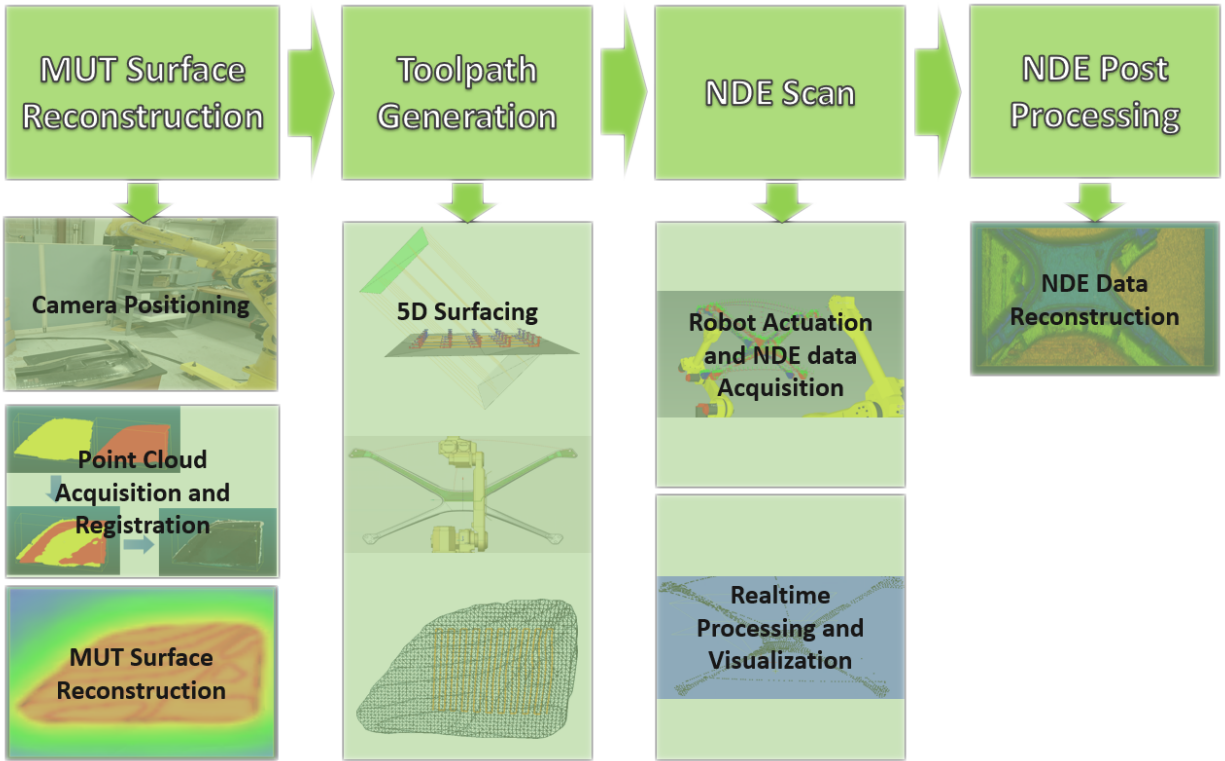 MUT Surface
Reconstruction
Toolpath
Generation
NDE Scan
NDE Post
Processing
Camera Positioning
Point Cloud
Acquisition and
Registration
MUT Surface
Reconstruction
5D Surfacing
Robot Actuation
and NDE data
Acquisition
Realtime
Processing and
Visualization
NDE Data
Reconstruction